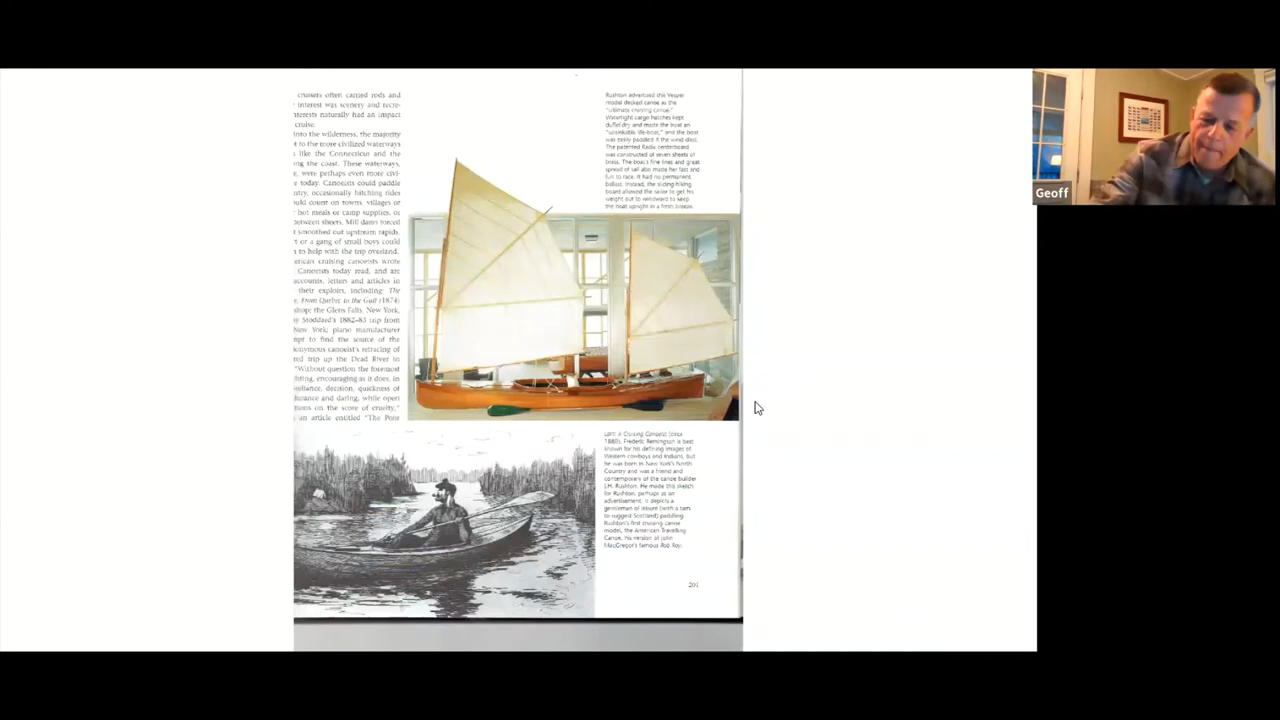 cruisers often carried rods and
interest was scenery and recre-
nterests naturally had an impact
cruise.
into the wilderness, the majority
t to the more civilized waterways
like the Connecticut and the
ng the coast. These waterways,
, were perhaps even more civi-
e today. Canoeists could paddle
ntry, occasionally hitching rides
uld count on towns, villages or
hot meals or camp supplies, or
between sheets. Mill dams forced
t smoothed out upstream rapids.
t or a gang of small boys could
n to help with the trip overland.
erican cruising canoeists wrote
Canoeists today read, and are
accounts, letters and articles in
their exploits, including: The
e, From Quebec to the Gulf (1874)
shop; the Glens Falls, New York,
y Stoddard's 1882–83 trip from
New York; piano manufacturer
mpt to find the source of the
onymous canoeist's retracing of
red trip up the Dead River in
"Without question the foremost
hting, encouraging as it does, in
eliance, decision, quickness of
durance and daring, while open
tions on the score of cruelty,"
an article entitled "The Poor
Rushton advertised this Vesper
model decked canoe as the
"ultimate cruising canoe."
Watertight cargo hatches kept
duffel dry and made the boat an
"unsinkable life-boat," and the boat
was easily paddled if the wind died.
The patented Radix centerboard
was constructed of seven sheets of
brass. The boat's fine lines and great
spread of sail also made her fast and
fun to race. It had no permanent
ballast. Instead, the sliding hiking
board allowed the sailor to get his
weight out to windward to keep
the boat upright in a fresh breeze.
LEFT: A Cruising Canoeist (circa
1880). Frederic Remington is best
known for his defining images of
Western cowboys and Indians, but
he was born in New York's North
Country and was a friend and
contemporary of the canoe builder
J.H. Rushton. He made this sketch
for Rushton, perhaps as an
advertisement. It depicts a
gentleman of leisure (with a tam
to suggest Scotland) paddling
Rushton's first cruising canoe
model, the American Travelling
Canoe, his version of John
MacGregor's famous Rob Roy.
201
Geoff